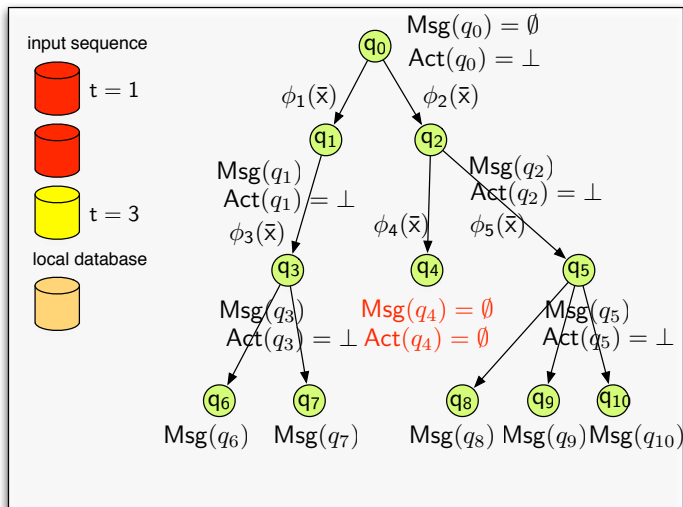 input sequence
t = 1
t = 3
local database
q₀
Msg(q₀) = ∅
Act(q₀) = ⊥
ϕ₁(x̄)
ϕ₂(x̄)
q₁
q₂
Msg(q₁)
Act(q₁) = ⊥
Msg(q₂)
Act(q₂) = ⊥
ϕ₃(x̄)
ϕ₄(x̄)
ϕ₅(x̄)
q₃
q₄
q₅
Msg(q₃)
Act(q₃) = ⊥
Msg(q₄) = ∅
Act(q₄) = ∅
Msg(q₅)
Act(q₅) = ⊥
q₆
q₇
q₈
q₉
q₁₀
Msg(q₆)
Msg(q₇)
Msg(q₈)
Msg(q₉)
Msg(q₁₀)